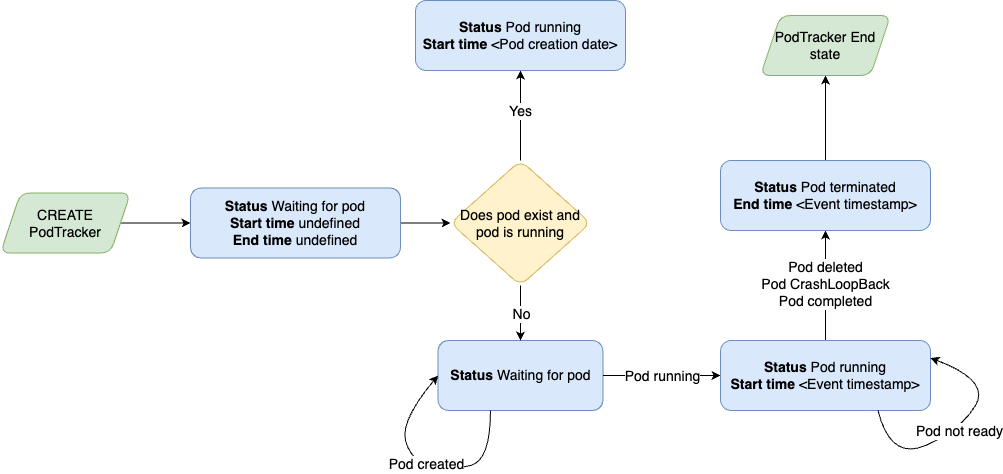 Status Pod running
Start time <Pod creation date>
PodTracker End
state
Yes
CREATE
PodTracker
Status Waiting for pod
Start time undefined
End time undefined
Does pod exist and
pod is running
Status Pod terminated
End time <Event timestamp>
Pod deleted
Pod CrashLoopBack
Pod completed
No
Status Waiting for pod
Pod running
Status Pod running
Start time <Event timestamp>
Pod not ready
Pod created